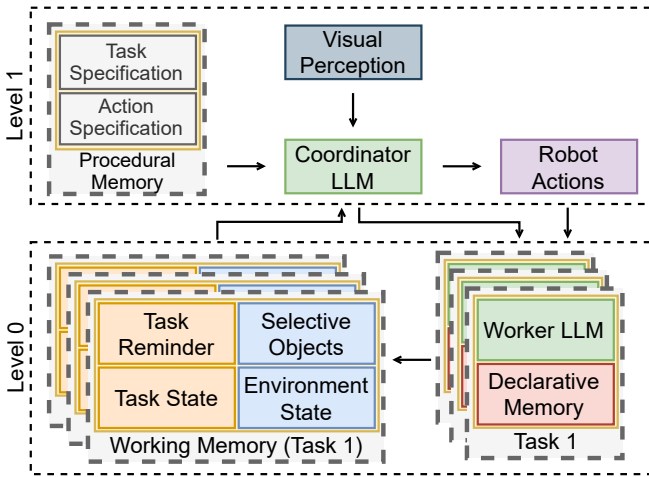 Level 1
Task
Specification
Action
Specification
Procedural
Memory
Visual
Perception
Coordinator
LLM
Robot
Actions
Level 0
Task
Reminder
Selective
Objects
Task State
Environment
State
Working Memory (Task 1)
Worker LLM
Declarative
Memory
Task 1